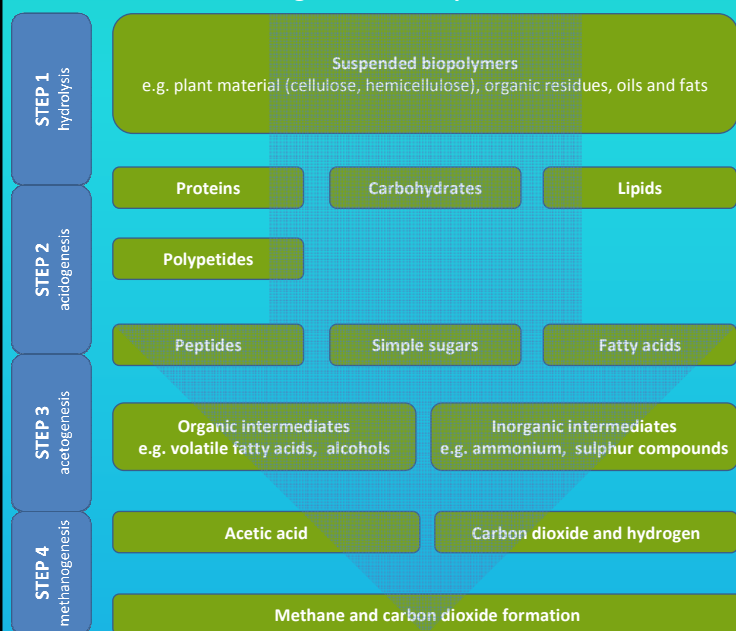 STEP 1
hydrolysis
Suspended biopolymers
e.g. plant material (cellulose, hemicellulose), organic residues, oils and fats
Proteins
Carbohydrates
Lipids
STEP 2
acidogenesis
Polypetides
Peptides
Simple sugars
Fatty acids
STEP 3
acetogenesis
Organic intermediates
e.g. volatile fatty acids, alcohols
Inorganic intermediates
e.g. ammonium, sulphur compounds
STEP 4
methanogenesis
Acetic acid
Carbon dioxide and hydrogen
Methane and carbon dioxide formation